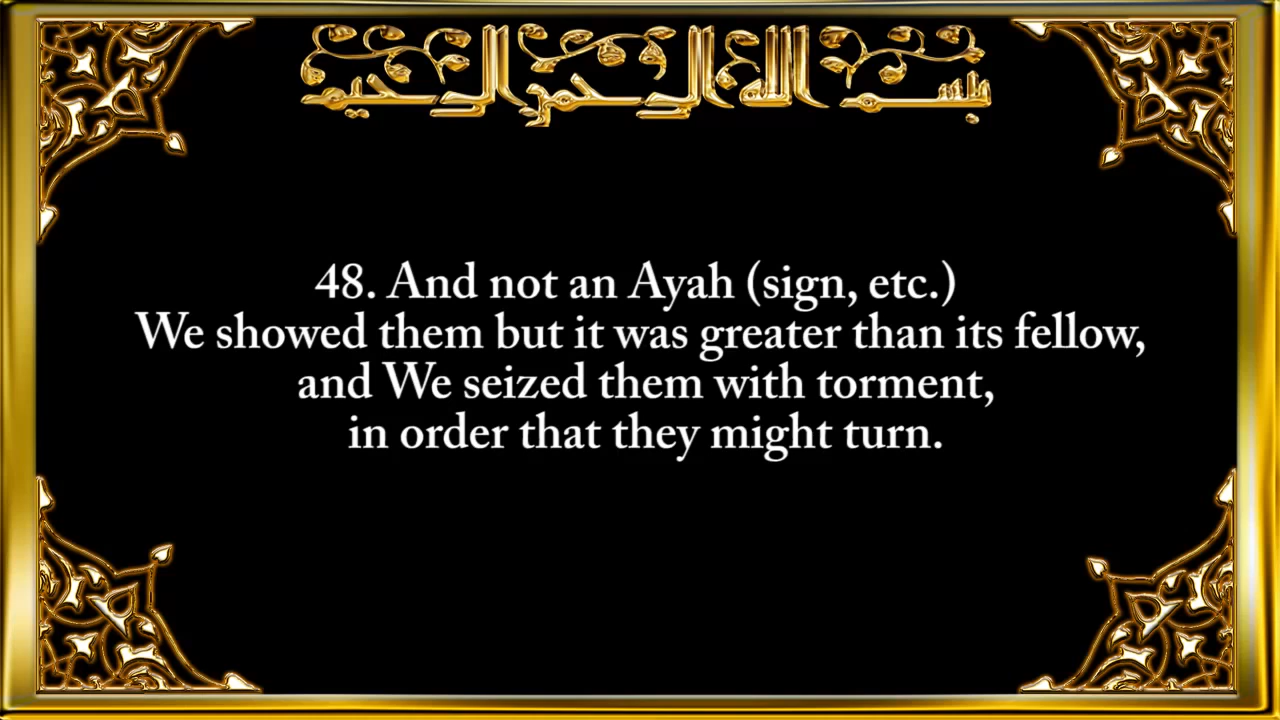 بسم الله الرحمن الرحيم
48. And not an Ayah (sign, etc.)
We showed them but it was greater than its fellow,
and We seized them with torment,
in order that they might turn.